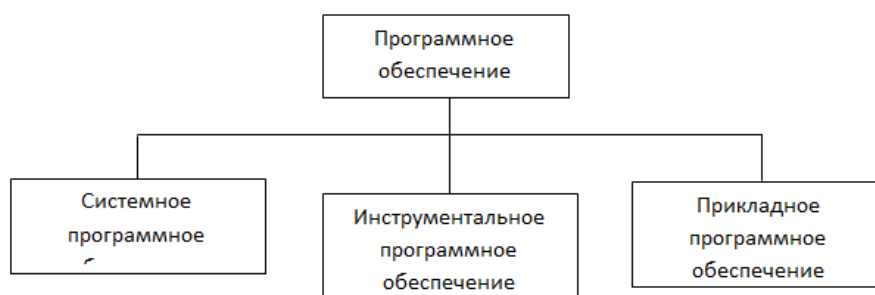 Программное
обеспечение
Системное
программное
Инструментальное
программное
обеспечение
Прикладное
программное
обеспечение